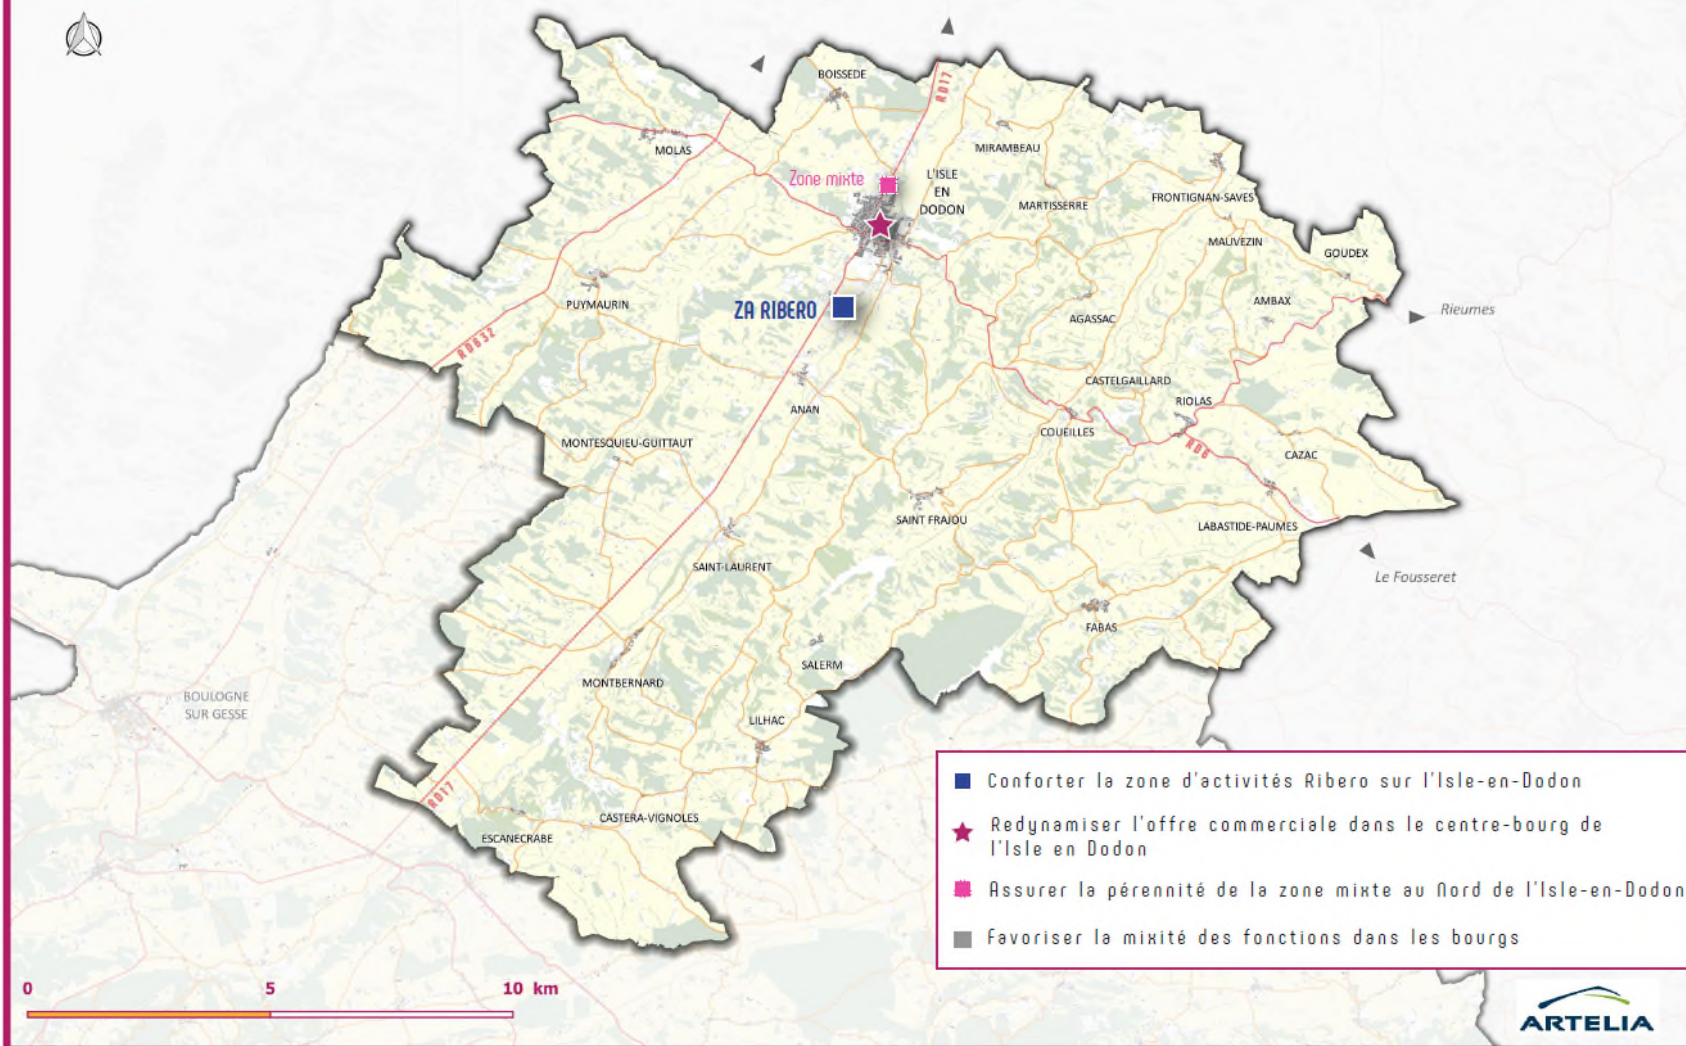 BOISSEDE
RD17
MOLAS
MIRAMBEAU
Zone mixte
L'ISLE
EN
DODON
MARTISSERRE
FRONTIGNAN-SAVES
MAUVEZIN
GOUDEX
PUYMAURIN
ZA RIBERO
AGASSAC
AMBAX
Rieumes
RD632
CASTELGAILLARD
RIOLAS
ANAN
COUEILLES
MONTESQUIEU-GUITTAUT
RD6
CAZAC
SAINT FRAJOU
LABASTIDE-PAUMES
SAINT-LAURENT
Le Fousseret
FABAS
SALERM
MONTBERNARD
BOULOGNE
SUR GESSE
LILHAC
RD17
CASTERA-VIGNOLES
ESCANECRABE
Conforter la zone d'activités Ribero sur l'Isle-en-Dodon
Redynamiser l'offre commerciale dans le centre-bourg de
l'Isle en Dodon
Assurer la pérennité de la zone mixte au Nord de l'Isle-en-Dodon
Favoriser la mixité des fonctions dans les bourgs
0 5 10 km
ARTELIA